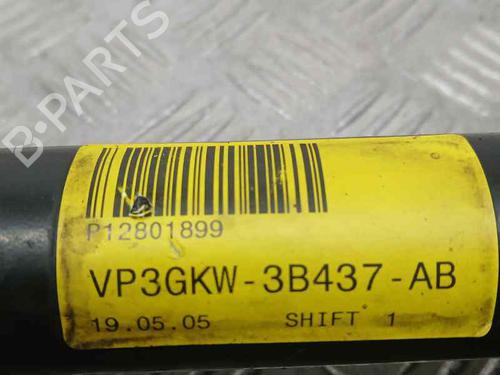 B-Parts
P12801899
VP3GKW-3B437-AB
19.05.05 SHIFT 1